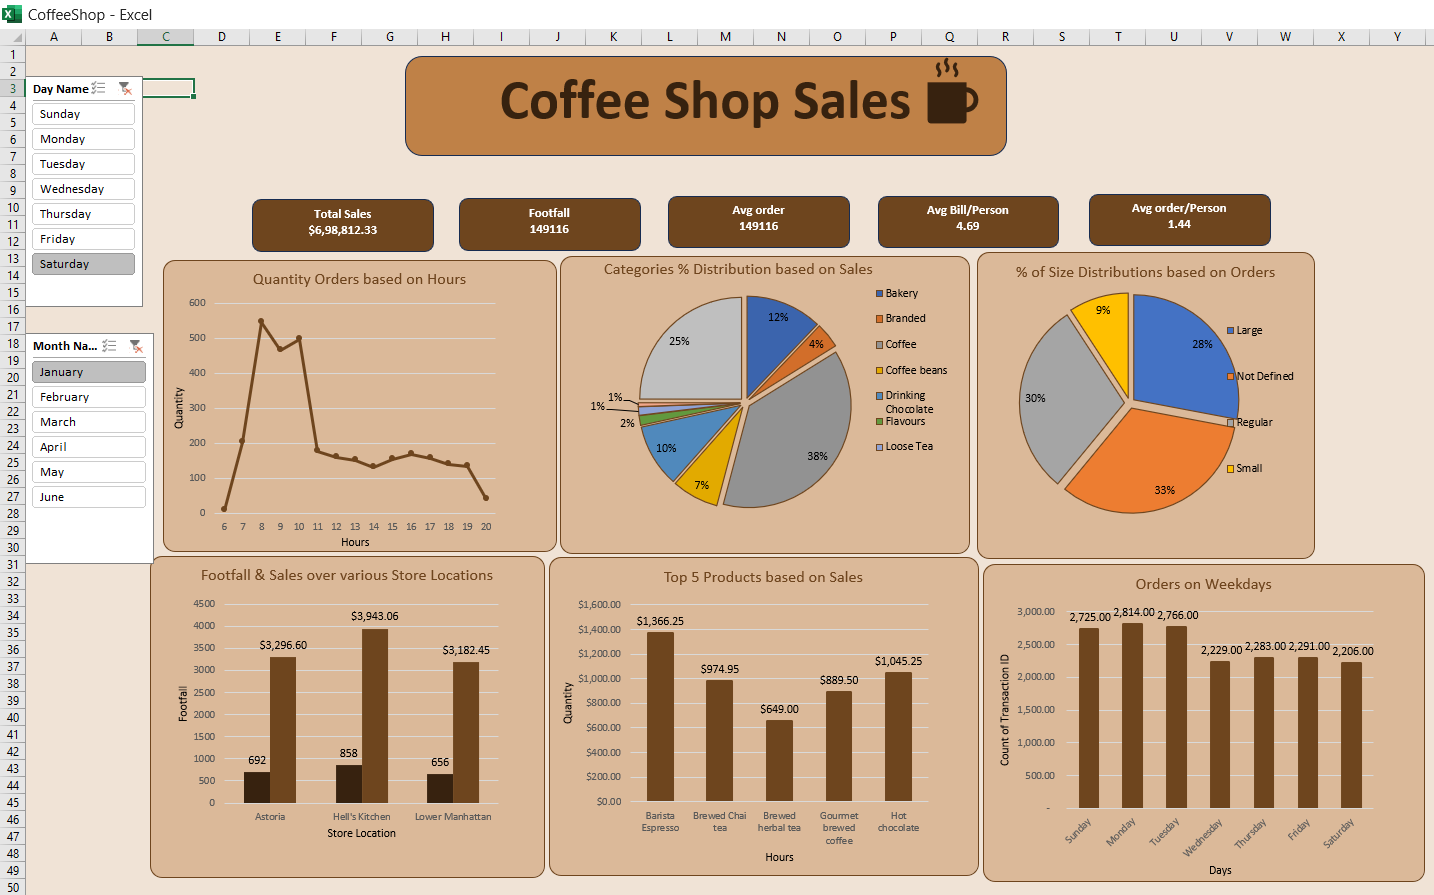 CoffeeShop - Excel
A B C D E F G H I J K L M N O P Q R S T U V W X Y
1
2
3
4
5
6
7
8
9
10
11
12
13
14
15
16
17
18
19
20
21
22
23
24
25
26
27
28
29
30
31
32
33
34
35
36
37
38
39
40
41
42
43
44
45
46
47
48
49
50
Day Name
Sunday
Monday
Tuesday
Wednesday
Thursday
Friday
Saturday
Month Na...
January
February
March
April
May
June
Coffee Shop Sales
Total Sales
$6,98,812.33
Footfall
149116
Avg order
149116
Avg Bill/Person
4.69
Avg order/Person
1.44
Quantity Orders based on Hours
Quantity
600
500
400
300
200
100
0
6 7 8 9 10 11 12 13 14 15 16 17 18 19 20
Hours
Categories % Distribution based on Sales
12%
4%
38%
7%
10%
2%
1%
1%
25%
Bakery
Branded
Coffee
Coffee beans
Drinking
Chocolate
Flavours
Loose Tea
% of Size Distributions based on Orders
28%
33%
30%
9%
Large
Not Defined
Regular
Small
Footfall & Sales over various Store Locations
Footfall
4500
4000
3500
3000
2500
2000
1500
1000
500
0
692
$3,296.60
858
$3,943.06
656
$3,182.45
Astoria Hell's Kitchen Lower Manhattan
Store Location
Top 5 Products based on Sales
Quantity
$1,600.00
$1,400.00
$1,200.00
$1,000.00
$800.00
$600.00
$400.00
$200.00
$0.00
$1,366.25
$974.95
$649.00
$889.50
$1,045.25
Barista
Espresso
Brewed Chai
tea
Brewed
herbal tea
Gourmet
brewed
coffee
Hot
chocolate
Hours
Orders on Weekdays
Count of Transaction ID
3,000.00
2,500.00
2,000.00
1,500.00
1,000.00
500.00
-
2,725.00 2,814.00 2,766.00 2,229.00 2,283.00 2,291.00 2,206.00
Sunday Monday Tuesday Wednesday Thursday Friday Saturday
Days